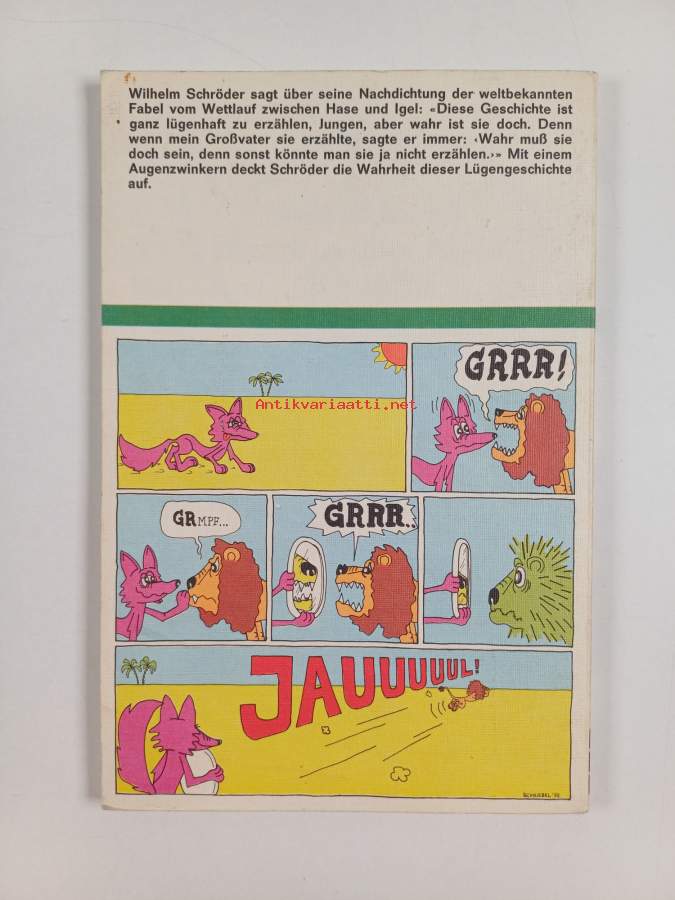 Wilhelm Schröder sagt über seine Nachdichtung der weltbekannten
Fabel vom Wettlauf zwischen Hase und Igel: «Diese Geschichte ist
ganz lügenhaft zu erzählen, Jungen, aber wahr ist sie doch. Denn
wenn mein Großvater sie erzählte, sagte er immer: ‹Wahr muß sie
doch sein, denn sonst könnte man sie ja nicht erzählen.›» Mit einem
Augenzwinkern deckt Schröder die Wahrheit dieser Lügengeschichte
auf.
GRRR!
Antikvariaatti.net
GRMPF...
GRRR..
JAUUUUUUL!